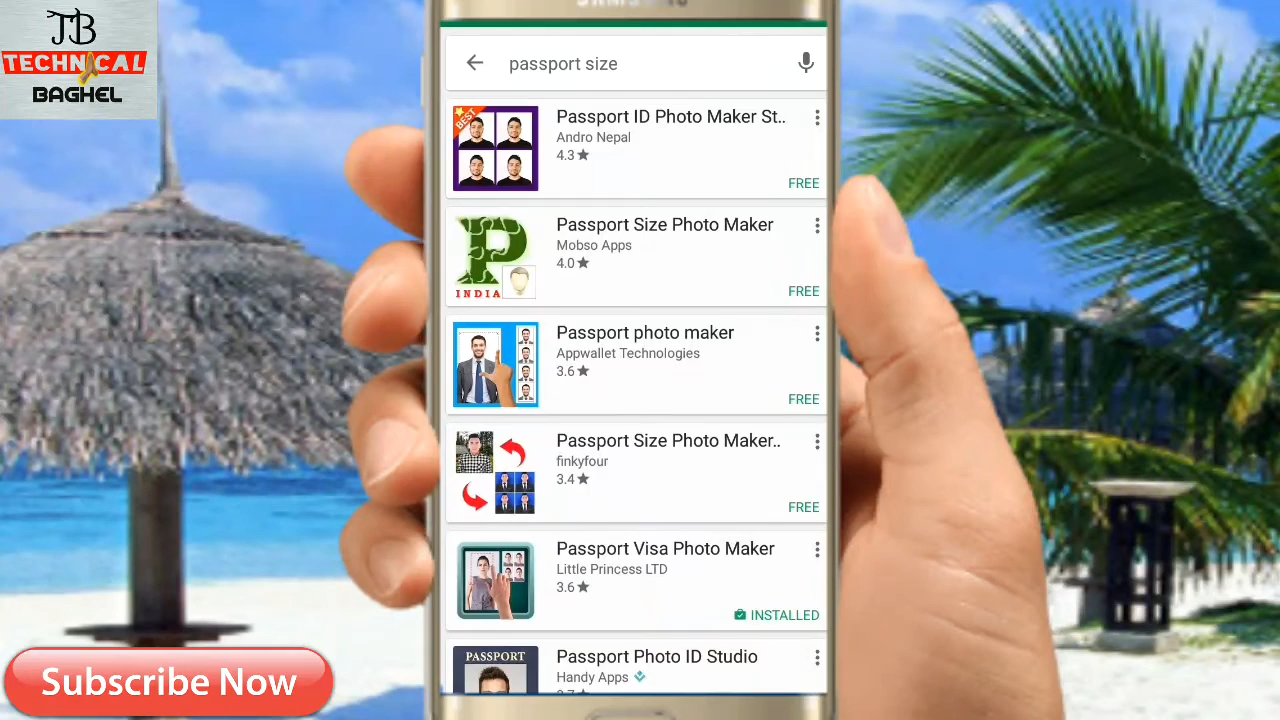 JB
TECHNICAL
BAGHEL
passport size
BEST
Passport ID Photo Maker St..
Andro Nepal
4.3★
FREE
P
INDIA
Passport Size Photo Maker
Mobso Apps
4.0★
FREE
Passport photo maker
Appwallet Technologies
3.6★
FREE
Passport Size Photo Maker..
finkyfour
3.4★
FREE
Passport Visa Photo Maker
Little Princess LTD
3.6★
INSTALLED
PASSPORT
Passport Photo ID Studio
Handy Apps
Subscribe Now